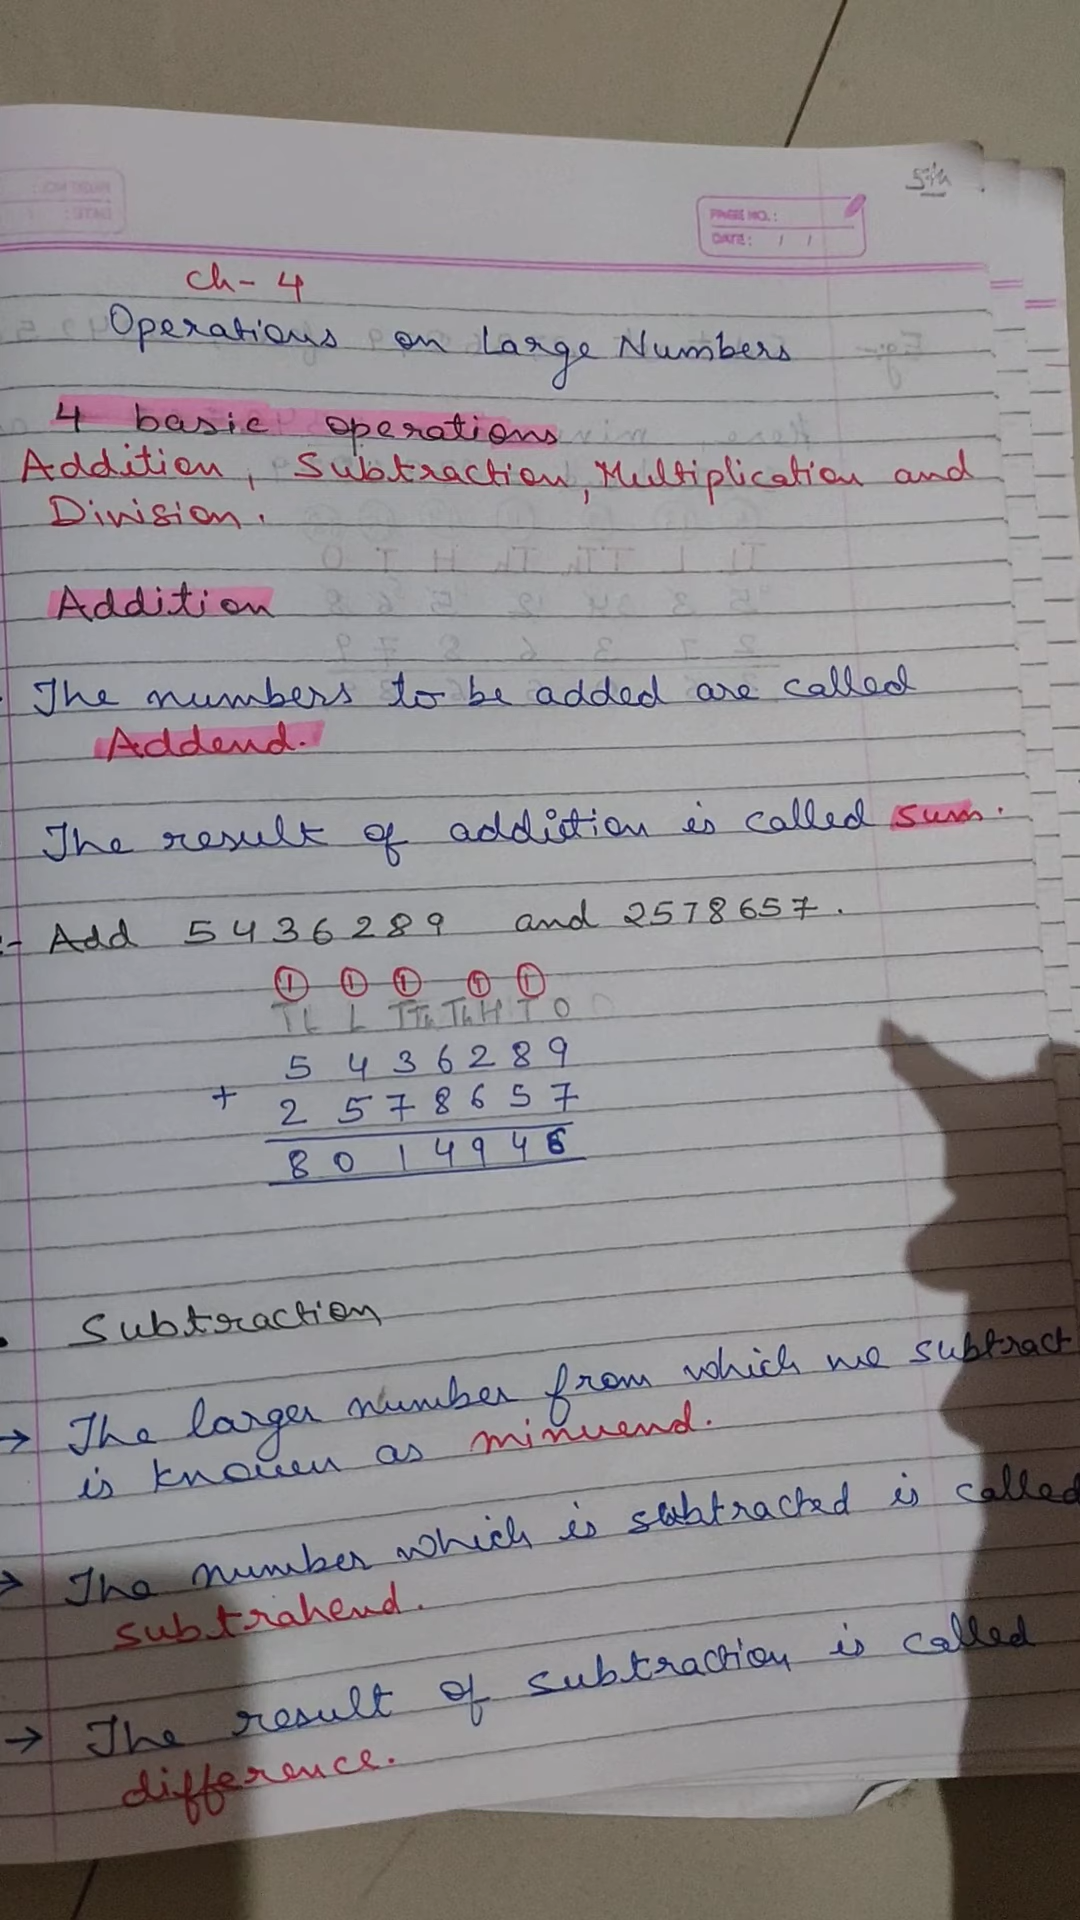 5th
PAGE NO.:
DATE: / /
Ch - 4
Operations on Large Numbers
4 basic operations
Addition, Subtraction, Multiplication and
Division.
Addition
The numbers to be added are called
Addend.
The result of addition is called sum.
:- Add 5436289 and 2578657.
1 1 1 1 1
TL L TTh Th H T O
5 4 3 6 2 8 9
+ 2 5 7 8 6 5 7
8 0 1 4 9 4 6
Subtraction
→ The larger number from which we subtract
is known as minuend.
→ The number which is subtracted is called
subtrahend.
→ The result of subtraction is called
difference.